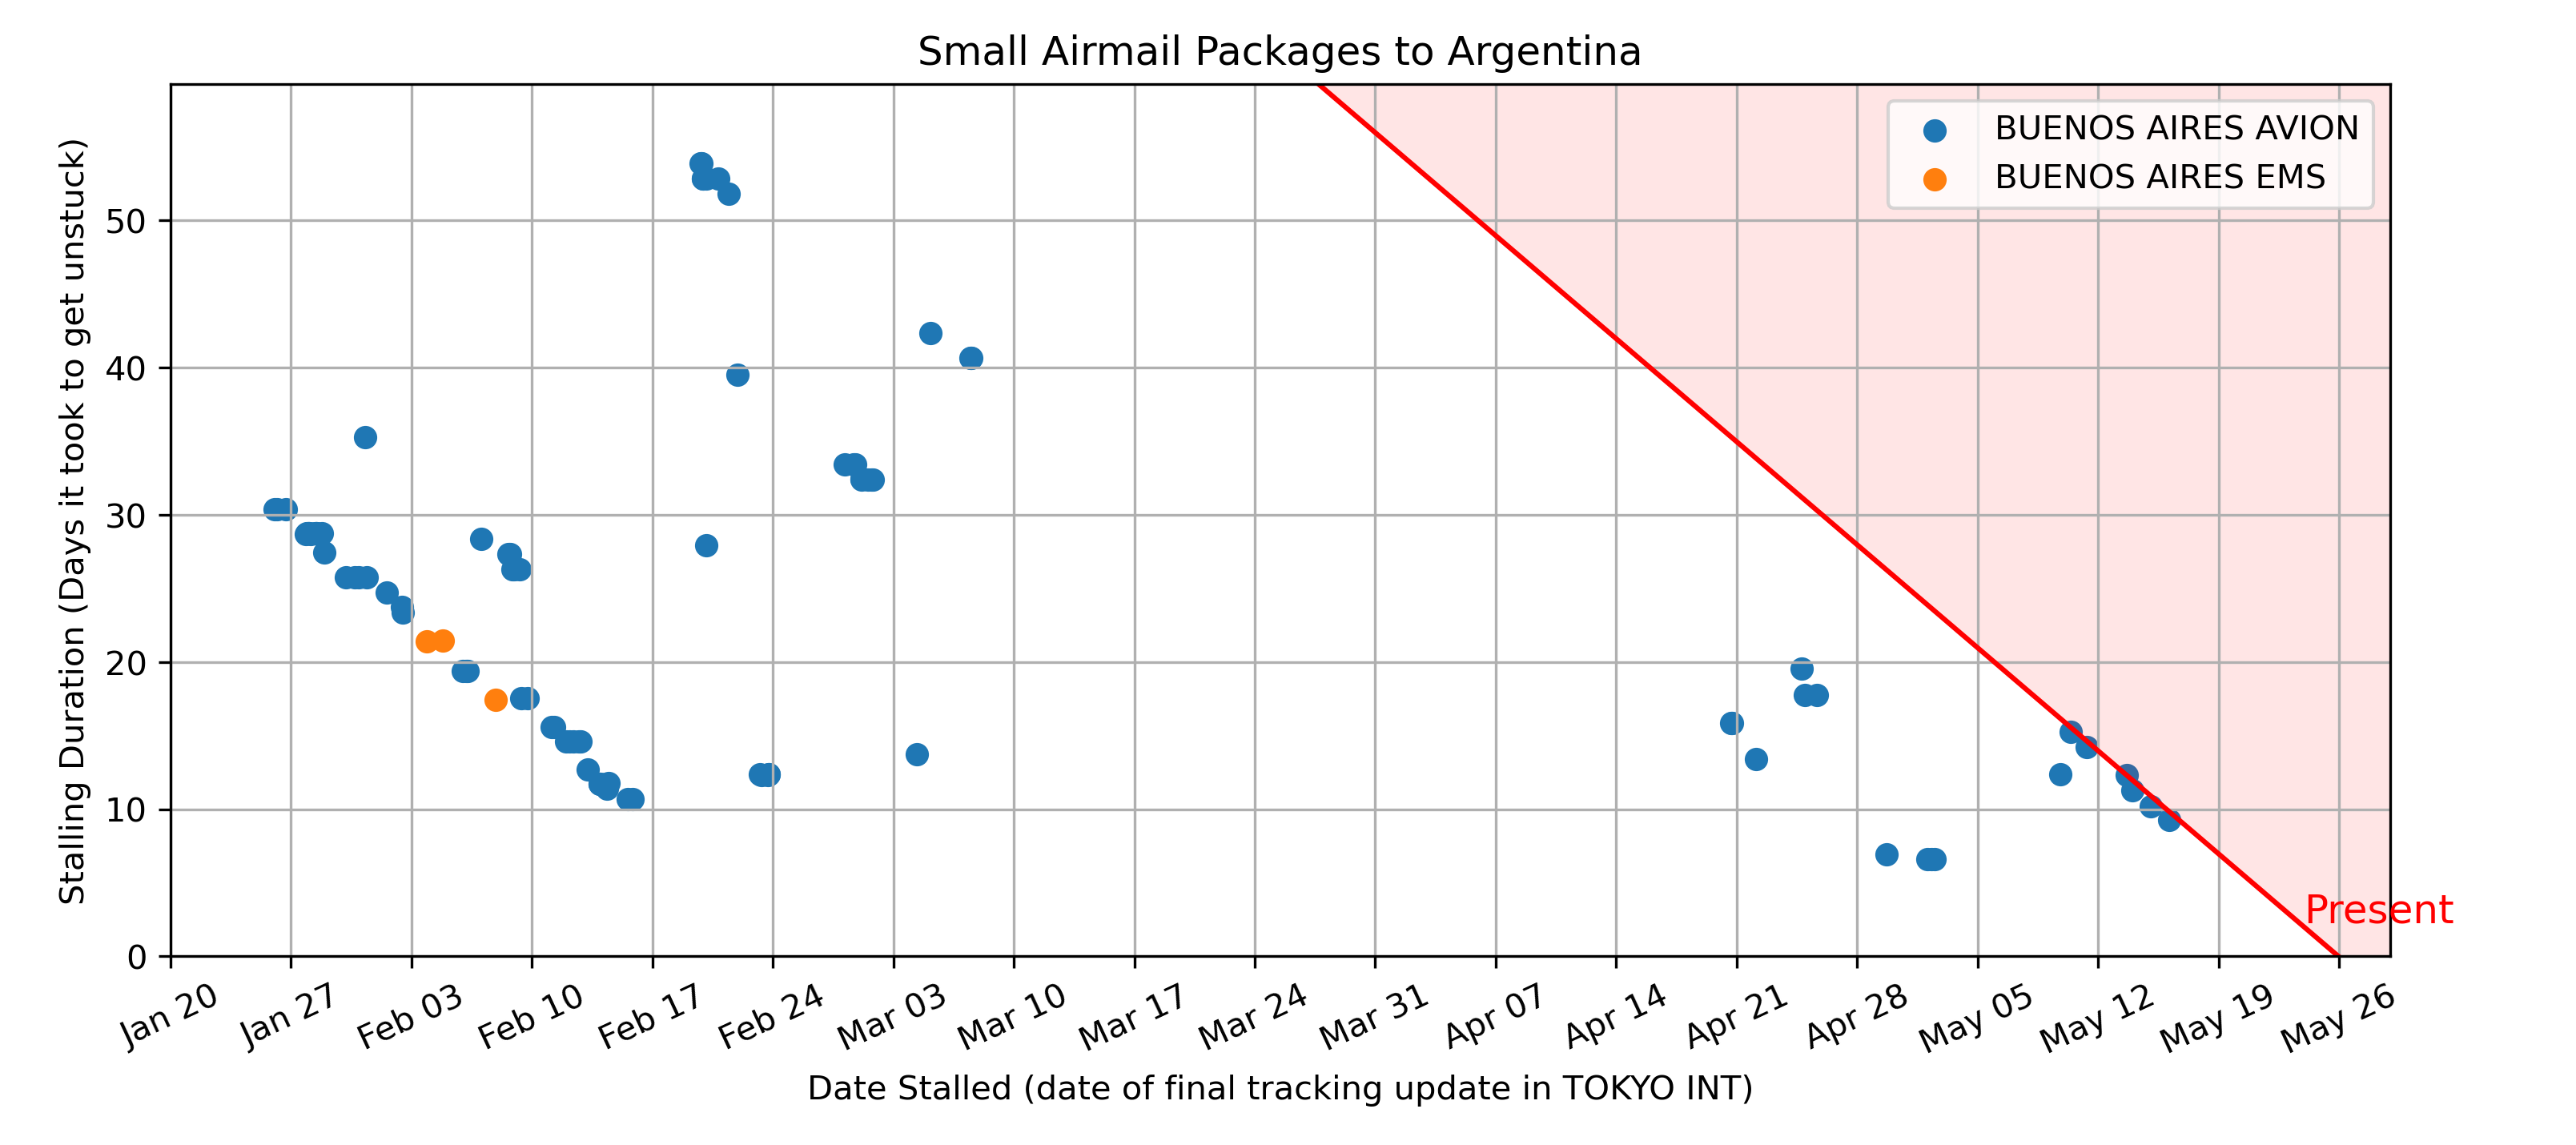 Small Airmail Packages to Argentina
BUENOS AIRES AVION
BUENOS AIRES EMS
Stalling Duration (Days it took to get unstuck)
50
40
30
20
10
0
Present
Jan 20
Jan 27
Feb 03
Feb 10
Feb 17
Feb 24
Mar 03
Mar 10
Mar 17
Mar 24
Mar 31
Apr 07
Apr 14
Apr 21
Apr 28
May 05
May 12
May 19
May 26
Date Stalled (date of final tracking update in TOKYO INT)